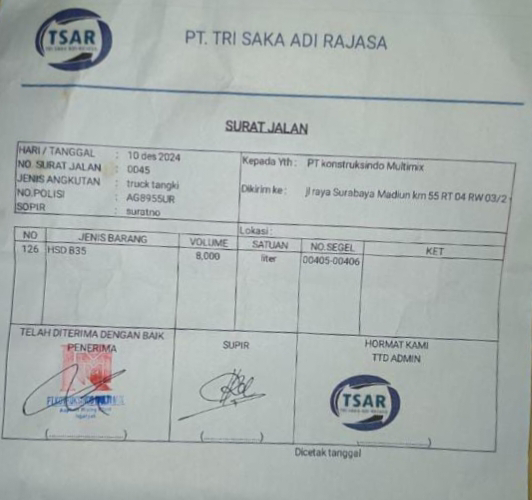 TSAR
PT. TRI SAKA ADI RAJASA
SURAT JALAN
HARI / TANGGAL : 10 des 2024
NO. SURAT JALAN : 0045
JENIS ANGKUTAN : truck tangki
NO.POLISI : AG8955UR
SOPIR : suratno
Kepada Yth : PT konstruksindo Multimix
Dikirim ke : jl raya Surabaya Madiun km 55 RT 04 RW 03/2
Lokasi :
NO JENIS BARANG VOLUME SATUAN NO.SEGEL KET
126 HSD B35 8,000 liter 00405-00406
TELAH DITERIMA DENGAN BAIK
PENERIMA
SUPIR
HORMAT KAMI
TTD ADMIN
TSAR
Dicetak tanggal